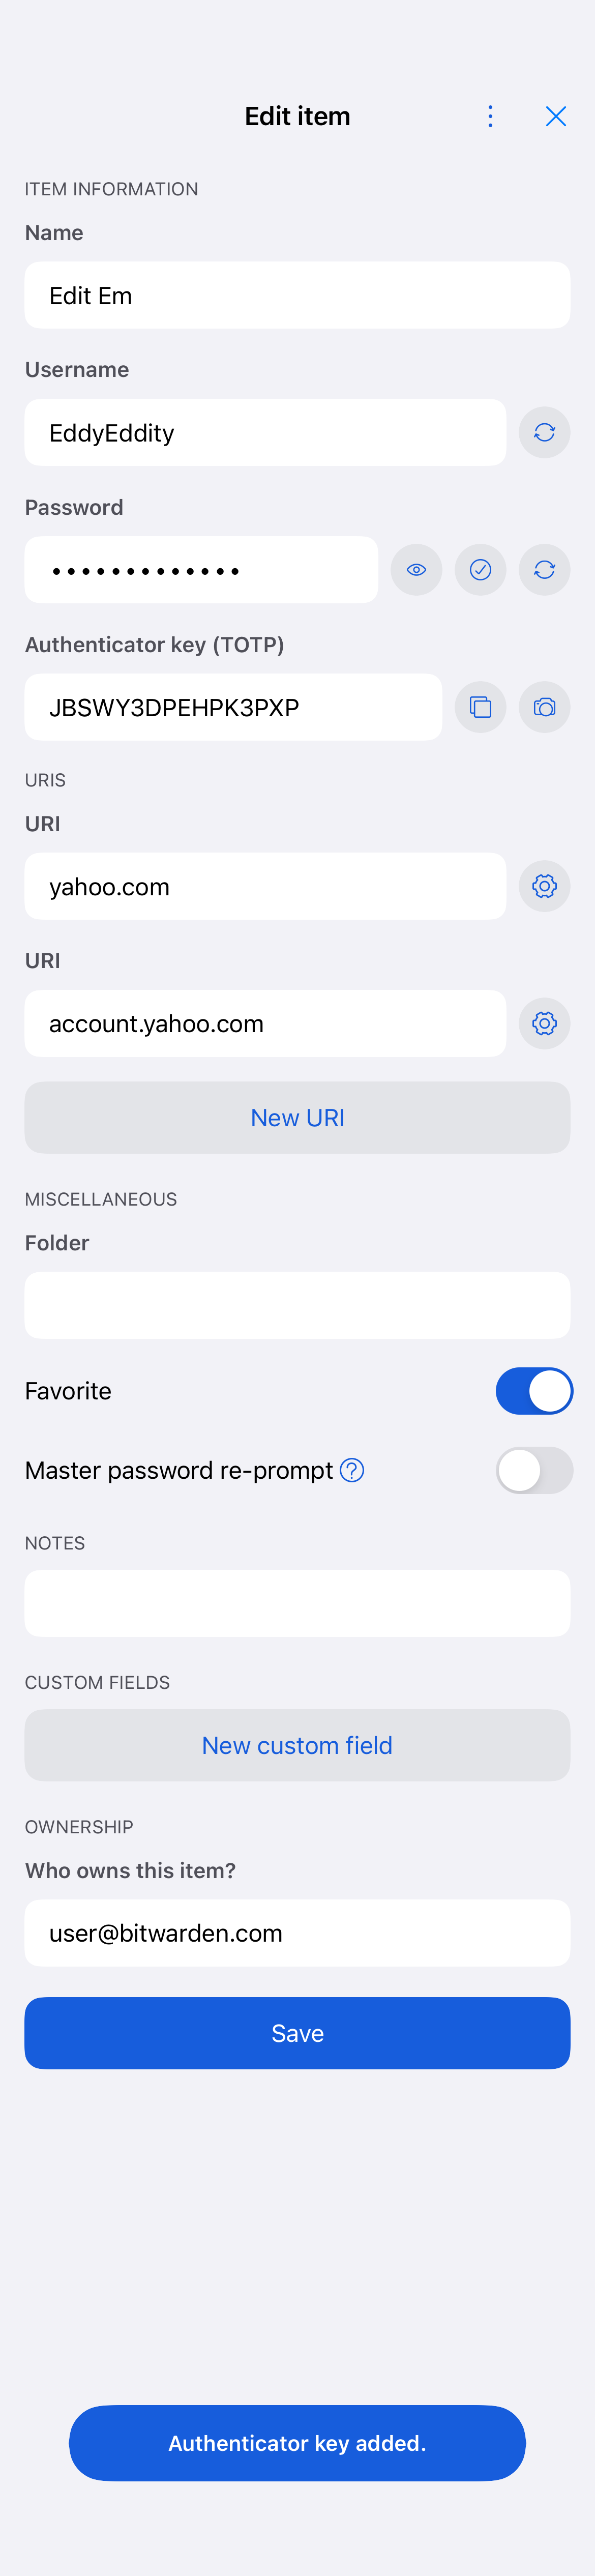 Edit item
ITEM INFORMATION
Name
Edit Em
Username
EddyEddity
Password
•••••••••••••
Authenticator key (TOTP)
JBSWY3DPEHPK3PXP
URIS
URI
yahoo.com
URI
account.yahoo.com
New URI
MISCELLANEOUS
Folder
Favorite
Master password re-prompt ?
NOTES
CUSTOM FIELDS
New custom field
OWNERSHIP
Who owns this item?
user@bitwarden.com
Save
Authenticator key added.